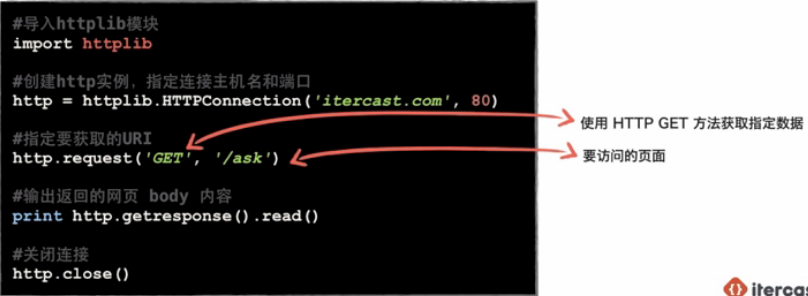 #导入httplib模块
import httplib
#创建http实例，指定连接主机名和端口
http = httplib.HTTPConnection('itercast.com', 80)
#指定要获取的URI
http.request('GET', '/ask')
#输出返回的网页 body 内容
print http.getresponse().read()
#关闭连接
http.close()
使用 HTTP GET 方法获取指定数据
要访问的页面
itercas